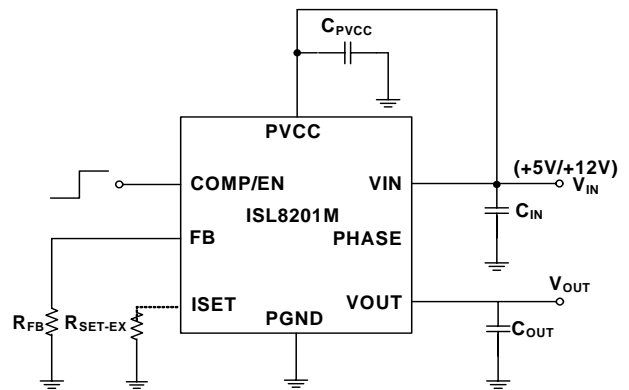 CPVCC
PVCC
(+5V/+12V)
COMP/EN
VIN
VIN
ISL8201M
CIN
FB
PHASE
VOUT
ISET
VOUT
RFB
RSET-EX
PGND
COUT